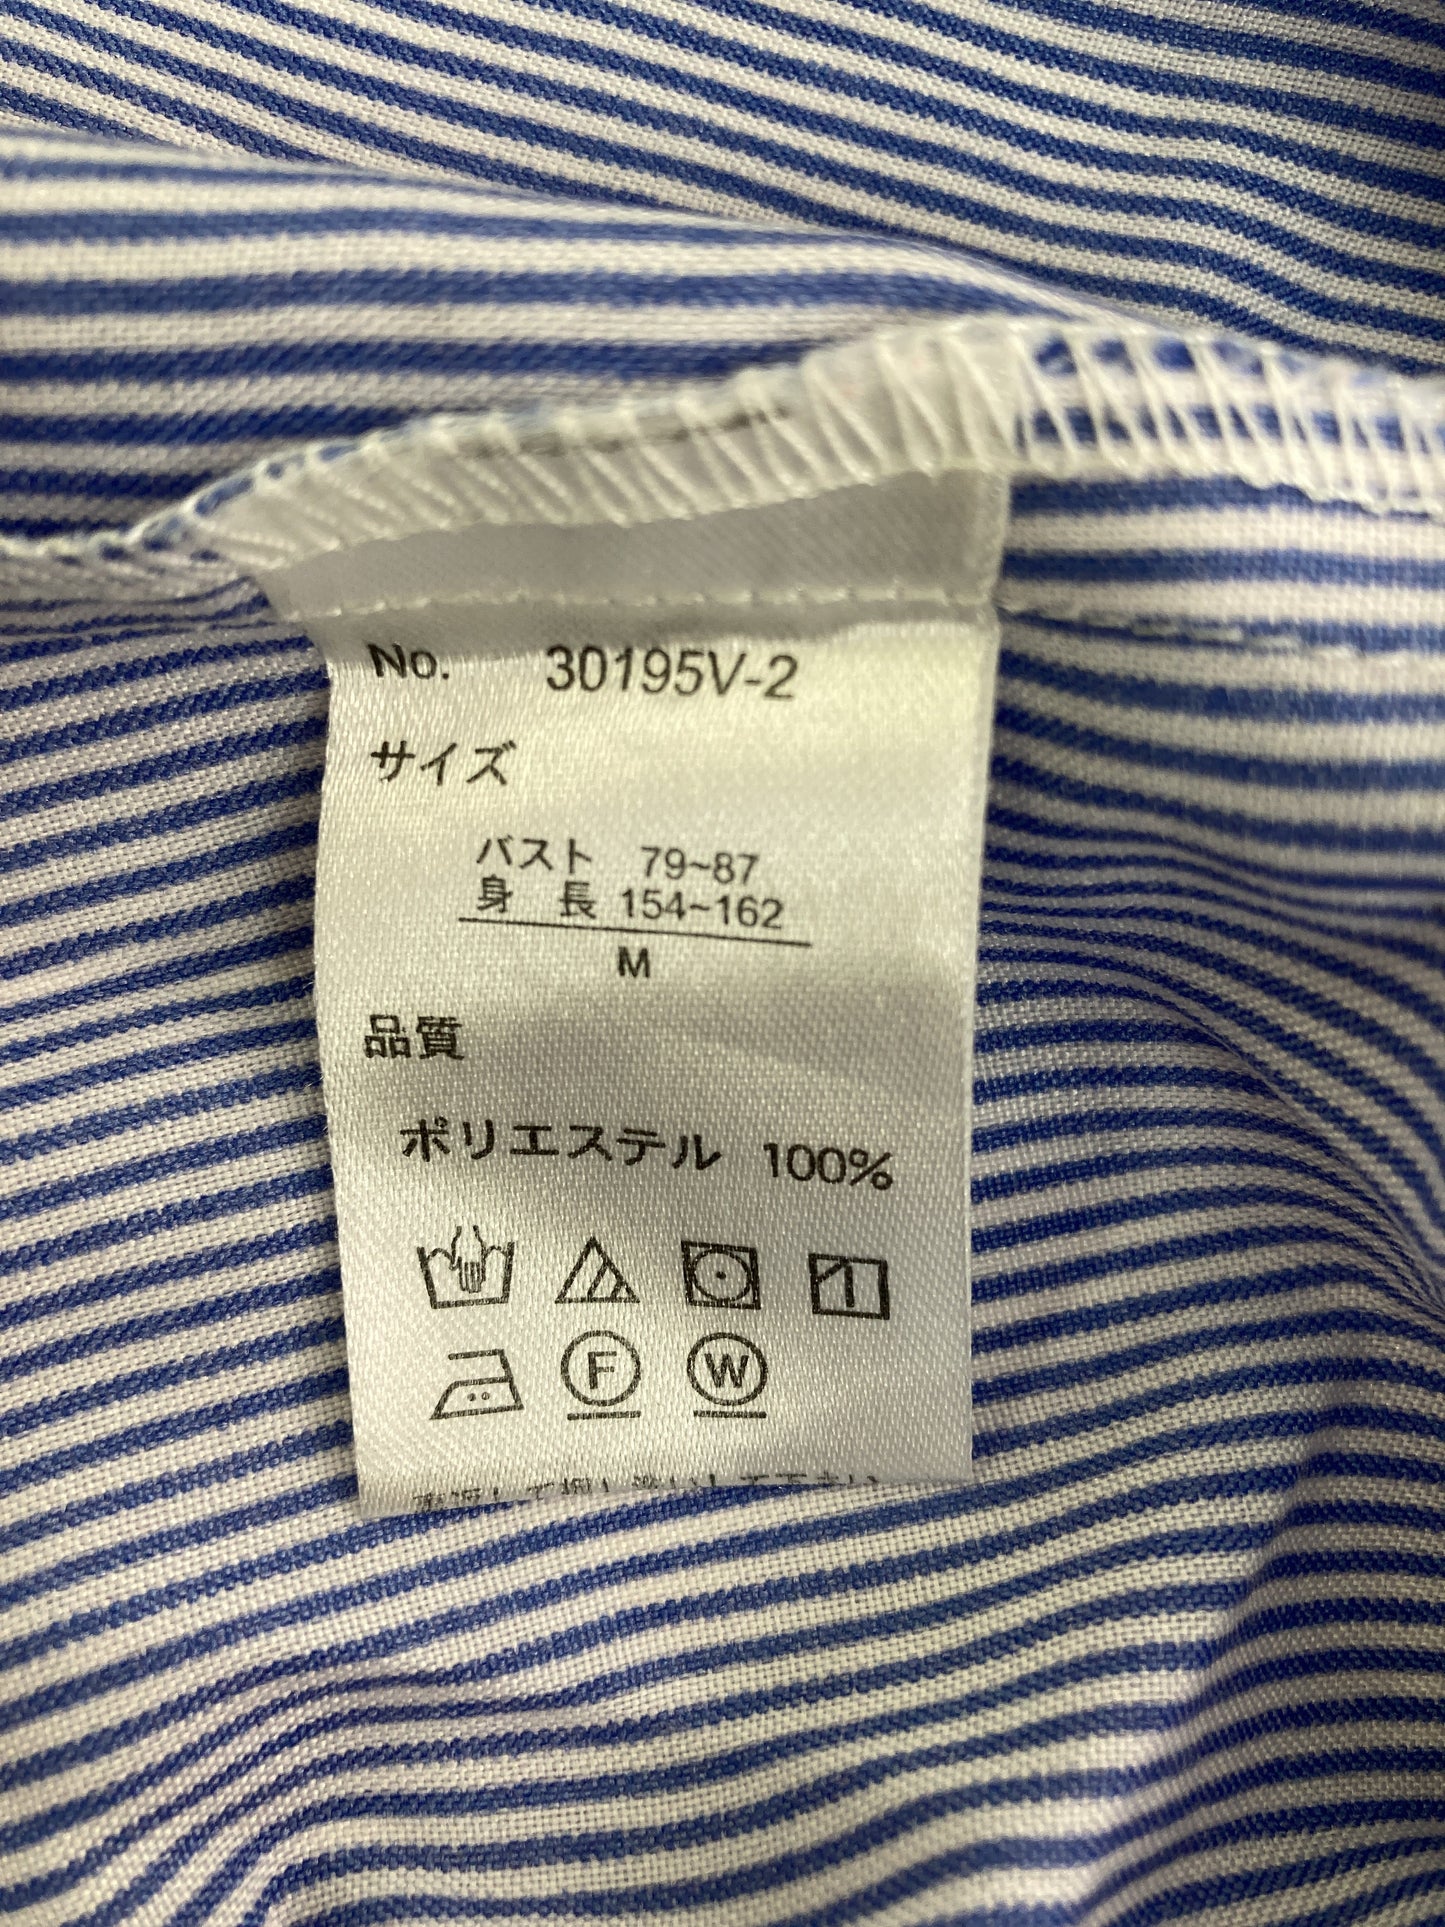 No. 30195V-2
サイズ
バスト 79~87
身 長 154~162
M
品質
ポリエステル 100%
F W